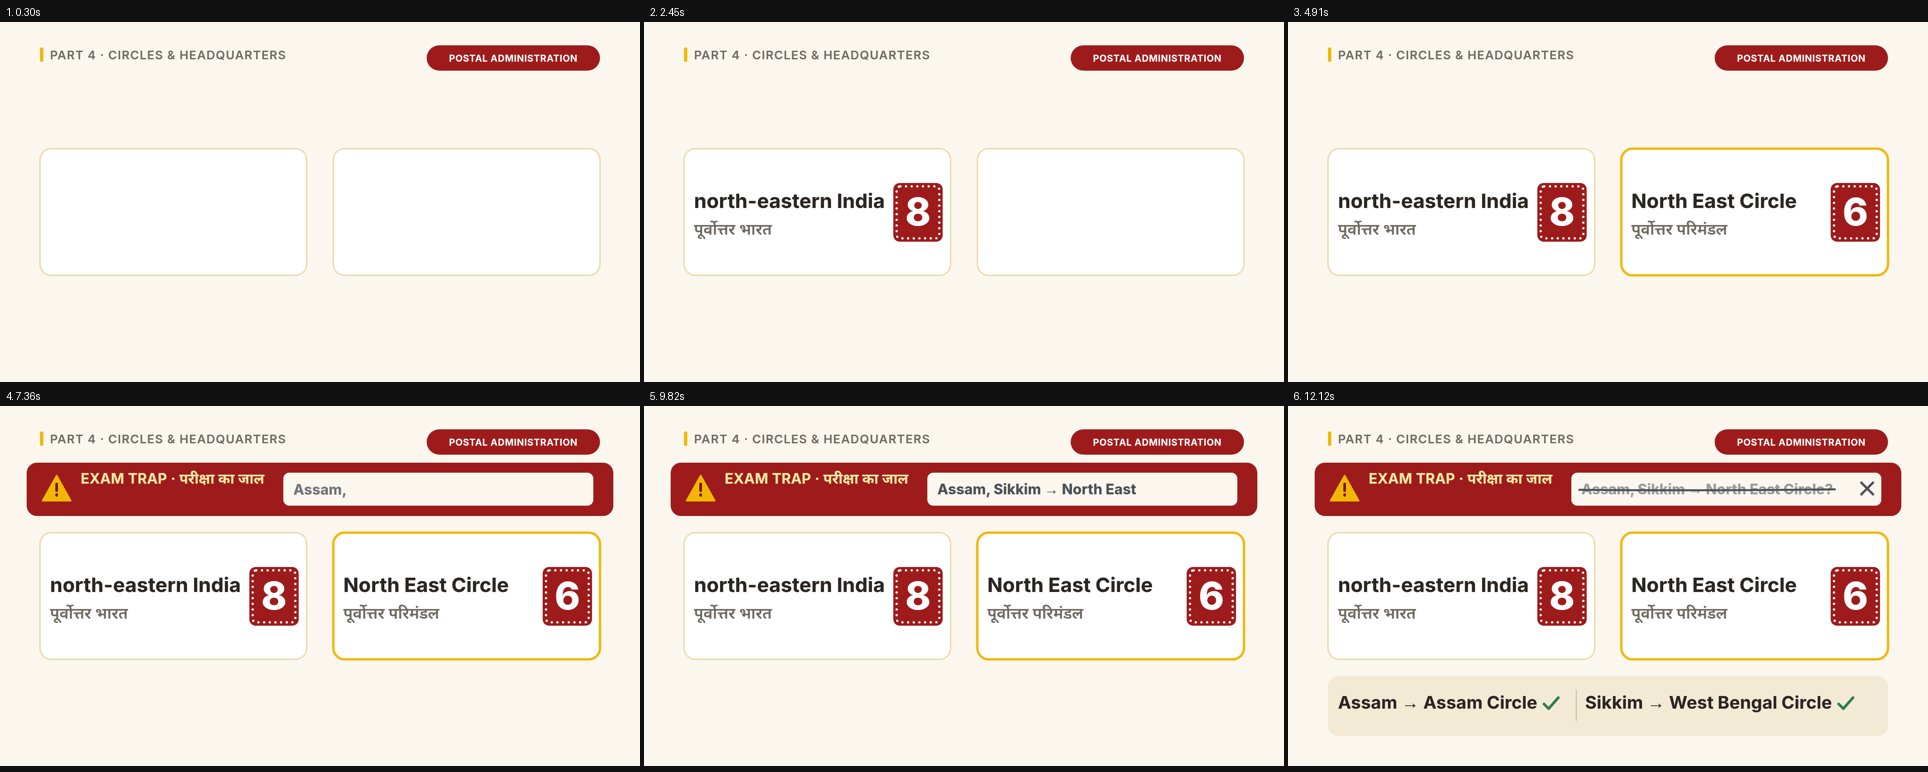 1. 0.30s
PART 4 · CIRCLES & HEADQUARTERS
POSTAL ADMINISTRATION
2. 2.45s
PART 4 · CIRCLES & HEADQUARTERS
POSTAL ADMINISTRATION
north-eastern India
पूर्वोत्तर भारत
8
3. 4.91s
PART 4 · CIRCLES & HEADQUARTERS
POSTAL ADMINISTRATION
north-eastern India
पूर्वोत्तर भारत
8
North East Circle
पूर्वोत्तर परिमंडल
6
4. 7.36s
PART 4 · CIRCLES & HEADQUARTERS
POSTAL ADMINISTRATION
EXAM TRAP · परीक्षा का जाल
Assam,
north-eastern India
पूर्वोत्तर भारत
8
North East Circle
पूर्वोत्तर परिमंडल
6
5. 9.82s
PART 4 · CIRCLES & HEADQUARTERS
POSTAL ADMINISTRATION
EXAM TRAP · परीक्षा का जाल
Assam, Sikkim → North East
north-eastern India
पूर्वोत्तर भारत
8
North East Circle
पूर्वोत्तर परिमंडल
6
6. 12.12s
PART 4 · CIRCLES & HEADQUARTERS
POSTAL ADMINISTRATION
EXAM TRAP · परीक्षा का जाल
Assam, Sikkim → North East Circle?
north-eastern India
पूर्वोत्तर भारत
8
North East Circle
पूर्वोत्तर परिमंडल
6
Assam → Assam Circle ✓
Sikkim → West Bengal Circle ✓